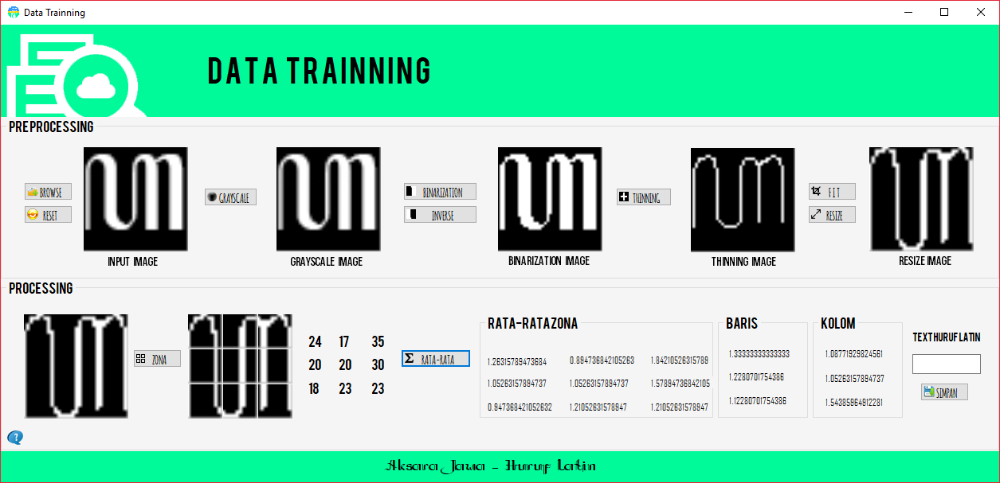 Data Trainning
DATA TRAINNING
PREPROCESSING
BROWSE
RESET
INPUT IMAGE
GRAYSCALE
GRAYSCALE IMAGE
BINARIZATION
INVERSE
BINARIZATION IMAGE
THINNING
THINNING IMAGE
FIT
RESIZE
RESIZE IMAGE
PROCESSING
ZONA
24 17 35
20 20 30
18 23 23
RATA-RATA
RATA-RATA ZONA
1.26315789473684 0.894736842105263 1.84210526315789
1.05263157894737 1.05263157894737 1.57894736842105
0.947368421052632 1.21052631578947 1.21052631578947
BARIS
1.33333333333333
1.2280701754386
1.12280701754386
KOLOM
1.08771929824561
1.05263157894737
1.54385964912281
TEXT HURUF LATIN
SIMPAN
Aksara Jawa - Huruf Latin